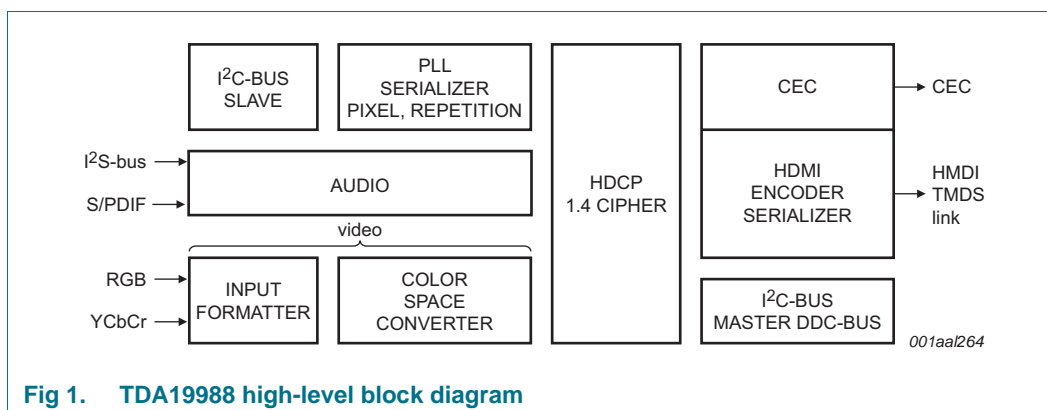 I²C-BUS
SLAVE
PLL
SERIALIZER
PIXEL, REPETITION
I²S-bus
S/PDIF
AUDIO
video
RGB
YCbCr
INPUT
FORMATTER
COLOR
SPACE
CONVERTER
HDCP
1.4 CIPHER
CEC
CEC
HDMI
ENCODER
SERIALIZER
HMDI
TMDS
link
I²C-BUS
MASTER DDC-BUS
001aal264
Fig 1. TDA19988 high-level block diagram